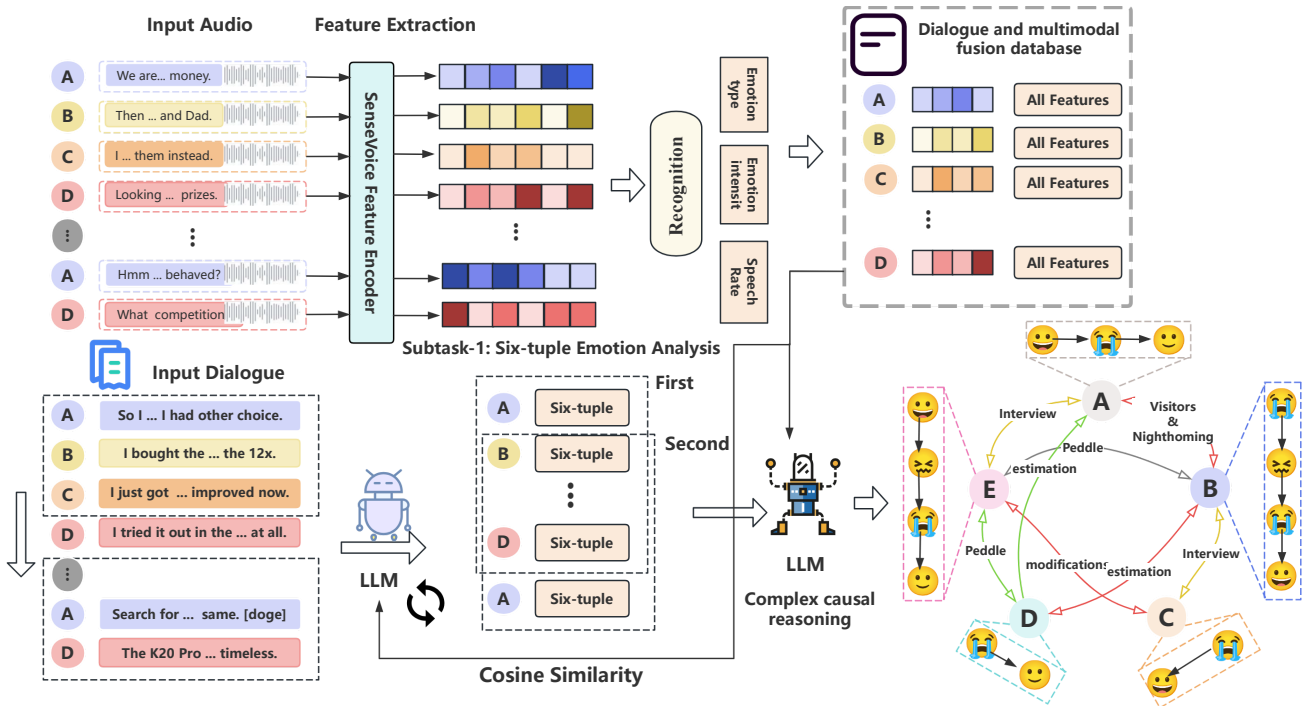 Input Audio
Feature Extraction
A
We are... money.
B
Then ... and Dad.
C
I ... them instead.
D
Looking ... prizes.
A
Hmm ... behaved?
D
What competition
SenseVoice Feature Encoder
Recognition
Emotion
type
Emotion
intensit
Speech
Rate
Dialogue and multimodal
fusion database
A
All Features
B
All Features
C
All Features
D
All Features
Subtask-1: Six-tuple Emotion Analysis
Input Dialogue
A
So I ... I had other choice.
B
I bought the ... the 12x.
C
I just got ... improved now.
D
I tried it out in the ... at all.
A
Search for ... same. [doge]
D
The K20 Pro ... timeless.
LLM
First
A
Six-tuple
Second
B
Six-tuple
D
Six-tuple
A
Six-tuple
Cosine Similarity
LLM
Complex causal
reasoning
A
Interview
Visitors
&
Nighthoming
Peddle
estimation
E
B
Peddle
modifications
estimation
Interview
D
C